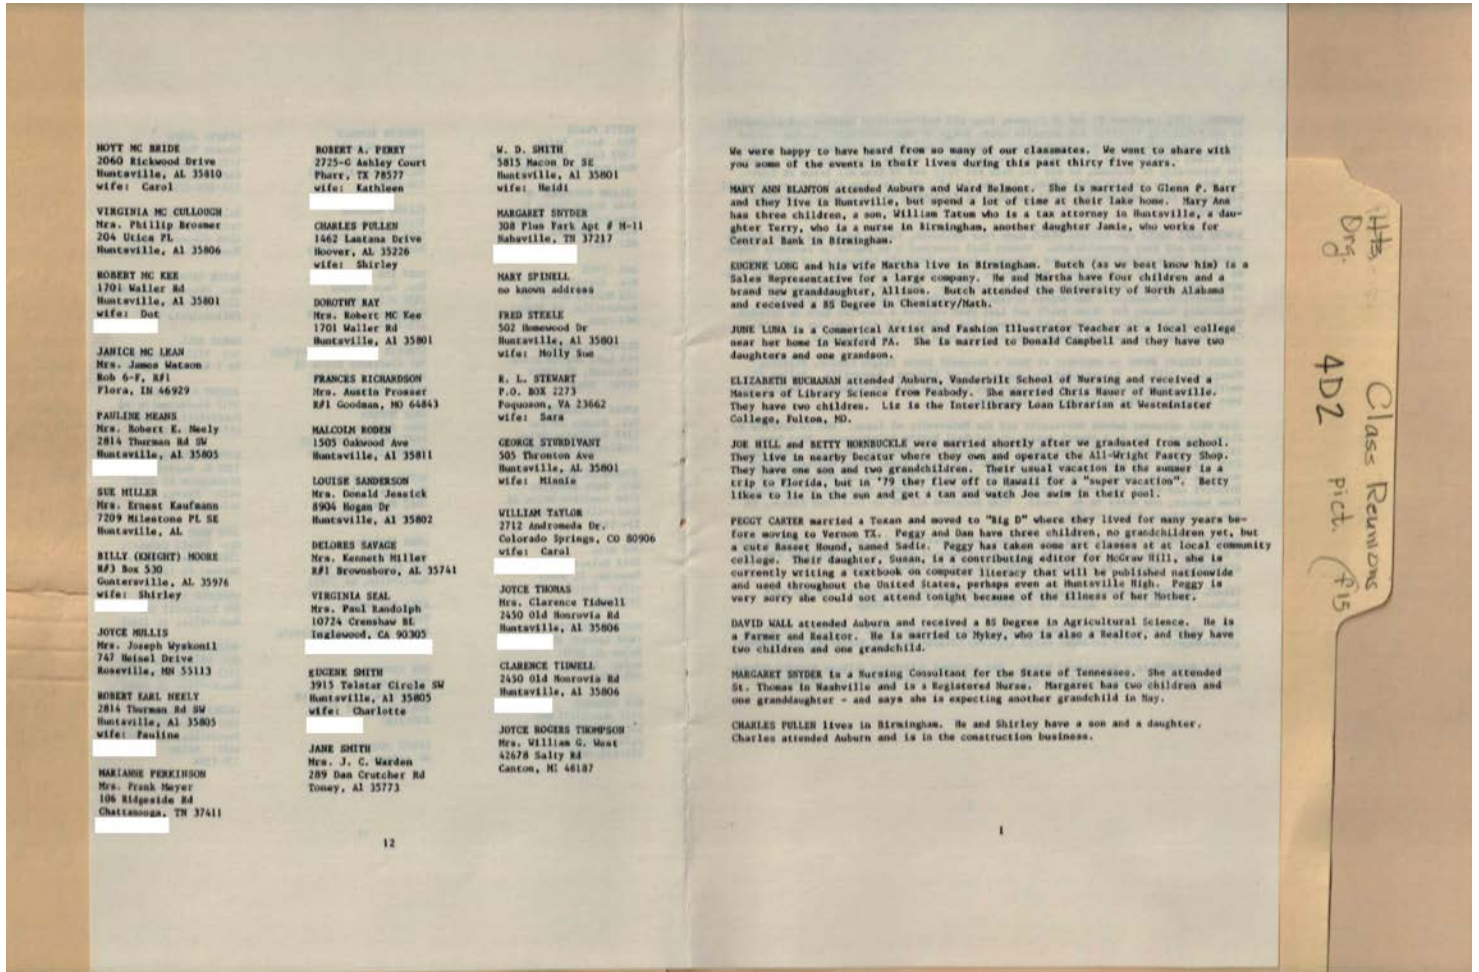 HOYT MC BRIDE
2060 Rickwood Drive
Huntsville, AL 35810
wife: Carol
VIRGINIA MC CULLOUGH
Mrs. Phillip Brosmer
204 Utica PL
Huntsville, Al 35806
ROBERT MC KEE
1701 Waller Rd
Huntsville, Al 35801
wife: Dot
JANICE MC LEAN
Mrs. James Watson
Rob 6-F, R#1
Flora, IN 46929
PAULINE MEANS
Mrs. Robert E. Neely
2814 Thurman Rd SW
Huntsville, Al 35805
SUE MILLER
Mrs. Ernest Kaufmann
7209 Milestone PL SE
Huntsville, AL
BILLY (KNIGHT) MOORE
R#3 Box 530
Guntersville, AL 35976
wife: Shirley
JOYCE MULLIS
Mrs. Joseph Wyskonil
747 Heinel Drive
Roseville, MN 55113
ROBERT EARL NEELY
2814 Thurman Rd SW
Huntsville, Al 35805
wife: Pauline
MARIANNE PERKINSON
Mrs. Frank Meyer
106 Ridgeside Rd
Chattanooga, TN 37411
ROBERT A. PERRY
2725-G Ashley Court
Pharr, TX 78577
wife: Kathleen
CHARLES PULLEN
1462 Lantana Drive
Hoover, AL 35226
wife: Shirley
DOROTHY RAY
Mrs. Robert MC Kee
1701 Waller Rd
Huntsville, Al 35801
FRANCES RICHARDSON
Mrs. Austin Prosser
R#1 Goodman, MO 64843
MALCOLM RODEN
1505 Oakwood Ave
Huntsville, Al 35811
LOUISE SANDERSON
Mrs. Donald Jessick
8904 Hogan Dr
Huntsville, Al 35802
DELORES SAVAGE
Mrs. Kenneth Miller
R#1 Brownsboro, AL 35741
VIRGINIA SEAL
Mrs. Paul Randolph
10724 Crenshaw BL
Inglewood, CA 90305
EUGENE SMITH
3915 Telstar Circle SW
Huntsville, Al 35805
wife: Charlotte
JANE SMITH
Mrs. J. C. Warden
289 Dan Crutcher Rd
Toney, Al 35773
W. D. SMITH
5815 Macon Dr SE
Huntsville, Al 35801
wife: Heidi
MARGARET SNYDER
308 Plus Park Apt # M-11
Nahaville, TN 37217
MARY SPINELL
no known address
FRED STEELE
502 Homewood Dr
Huntsville, Al 35801
wife: Molly Sue
R. L. STEWART
P.O. BOX 2273
Poquoson, VA 23662
wife: Sara
GEORGE STURDIVANT
505 Thronton Ave
Huntsville, AL 35801
wife: Minnie
WILLIAM TAYLOR
2712 Andromeda Dr.
Colorado Springs, CO 80906
wife: Carol
JOYCE THOMAS
Mrs. Clarence Tidwell
2450 Old Monrovia Rd
Huntsville, Al 35806
CLARENCE TIDWELL
2450 Old Monrovia Rd
Huntsville, Al 35806
JOYCE ROGERS THOMPSON
Mrs. William G. West
42678 Salty Rd
Canton, MI 48187
12
We were happy to have heard from so many of our classmates. We want to share with
you some of the events in their lives during this past thirty five years.
MARY ANN BLANTON attended Auburn and Ward Belmont. She is married to Glenn P. Barr
and they live in Huntsville, but spend a lot of time at their lake home. Mary Ann
has three children, a son, William Tatum who is a tax attorney in Huntsville, a dau-
ghter Terry, who is a nurse in Birmingham, another daughter Jamie, who works for
Central Bank in Birmingham.
EUGENE LONG and his wife Martha live in Birmingham. Butch (as we best know him) is a
Sales Representative for a large company. He and Martha have four children and a
brand new granddaughter, Allison. Butch attended the University of North Alabama
and received a BS Degree in Chemistry/Math.
JUNE LUNA is a Commerical Artist and Fashion Illustrator Teacher at a local college
near her home in Wexford PA. She is married to Donald Campbell and they have two
daughters and one grandson.
ELIZABETH BUCHANAN attended Auburn, Vanderbilt School of Nursing and received a
Masters of Library Science from Peabody. She married Chris Hauer of Huntsville.
They have two children. Liz is the Interlibrary Loan Librarian at Westminister
College, Fulton, MO.
JOE HILL and BETTY HORNBUCKLE were married shortly after we graduated from school.
They live in nearby Decatur where they own and operate the All-Wright Pastry Shop.
They have one son and two grandchildren. Their usual vacation in the summer is a
trip to Florida, but in '79 they flew off to Hawaii for a "super vacation". Betty
likes to lie in the sun and get a tan and watch Joe swim in their pool.
PEGGY CARTER married a Texan and moved to "Big D" where they lived for many years be-
fore moving to Vernon TX. Peggy and Dan have three children, no grandchildren yet, but
a cute Basset Hound, named Sadie. Peggy has taken some art classes at at local community
college. Their daughter, Susan, is a contributing editor for McGraw Hill, she is
currently writing a textbook on computer literacy that will be published nationwide
and used throughout the United States, perhaps even at Huntsville High. Peggy is
very sorry she could not attend tonight because of the illness of her Mother.
DAVID WALL attended Auburn and received a BS Degree in Agricultural Science. He is
a Farmer and Realtor. He is married to Mykey, who is also a Realtor, and they have
two children and one grandchild.
MARGARET SNYDER is a Nursing Consultant for the State of Tennessee. She attended
St. Thomas in Nashville and is a Registered Nurse. Margaret has two children and
one granddaughter - and says she is expecting another grandchild in May.
CHARLES PULLEN lives in Birmingham. He and Shirley have a son and a daughter.
Charles attended Auburn and is in the construction business.
1
Class Reunions
4D2 pict.